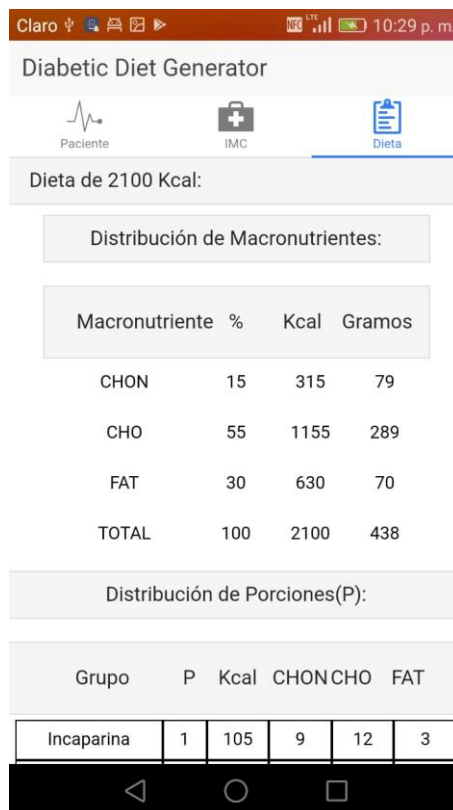 Claro NFC LTE 10:29 p. m.
Diabetic Diet Generator
Paciente IMC Dieta
Dieta de 2100 Kcal:
Distribución de Macronutrientes:
Macronutriente % Kcal Gramos
CHON 15 315 79
CHO 55 1155 289
FAT 30 630 70
TOTAL 100 2100 438
Distribución de Porciones(P):
Grupo P Kcal CHON CHO FAT
Incaparina 1 105 9 12 3